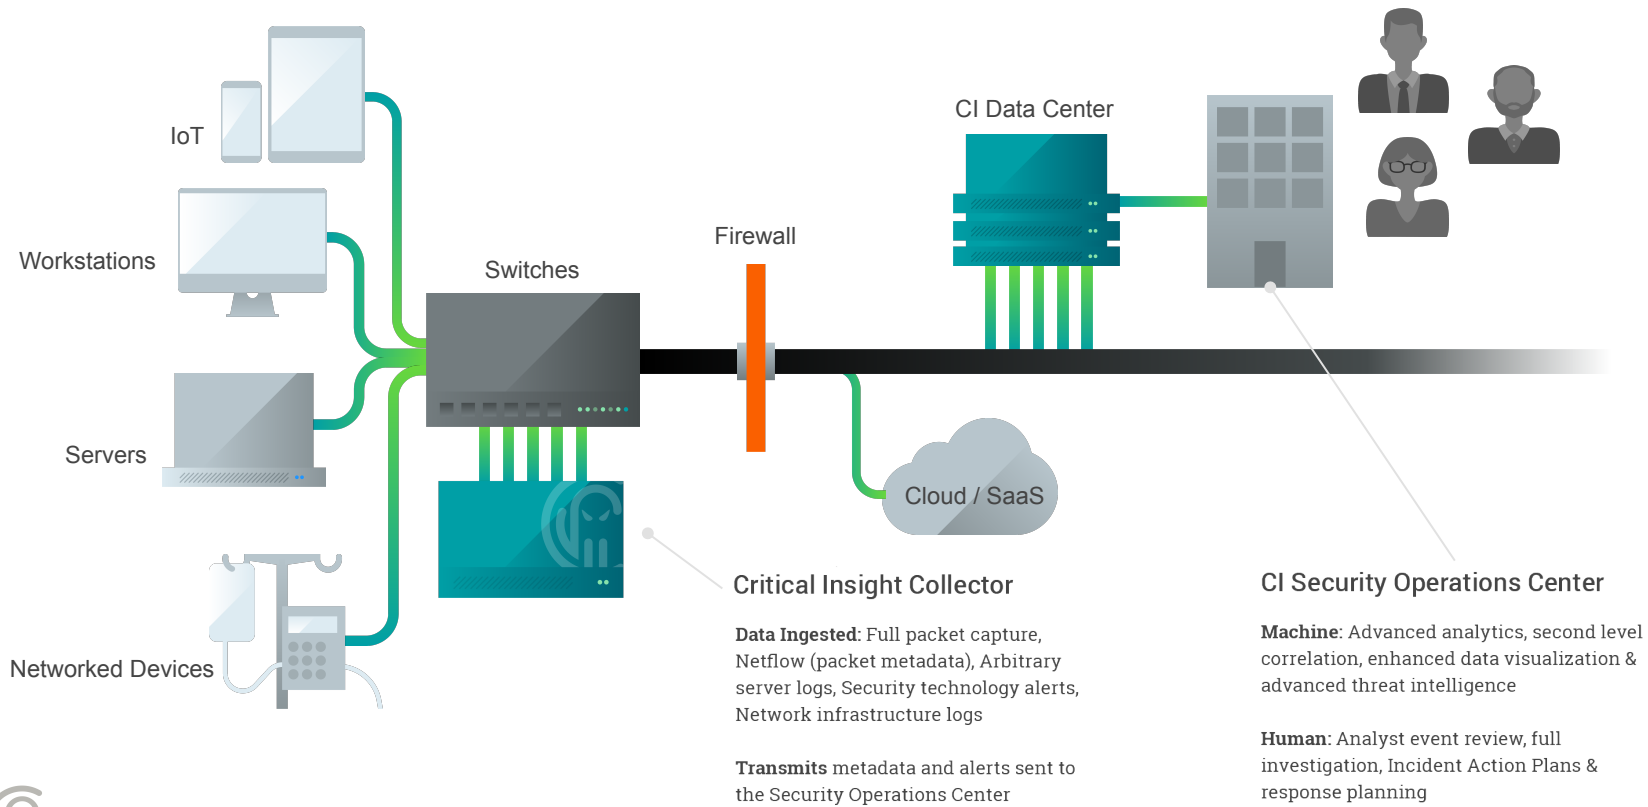 IoT
Workstations
Servers
Networked Devices
Switches
Firewall
CI Data Center
Cloud / SaaS
Critical Insight Collector
Data Ingested: Full packet capture,
Netflow (packet metadata), Arbitrary
server logs, Security technology alerts,
Network infrastructure logs
Transmits metadata and alerts sent to
the Security Operations Center
CI Security Operations Center
Machine: Advanced analytics, second level
correlation, enhanced data visualization &
advanced threat intelligence
Human: Analyst event review, full
investigation, Incident Action Plans &
response planning